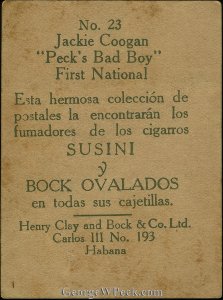 No. 23
Jackie Coogan
"Peck's Bad Boy"
First National
Esta hermosa colección de
postales la encontrarán los
fumadores de los cigarros
SUSINI
y
BOCK OVALADOS
en todas sus cajetillas.
Henry Clay and Bock & Co. Ltd.
Carlos III No. 193
Habana
1
GeorgeWPeck.com